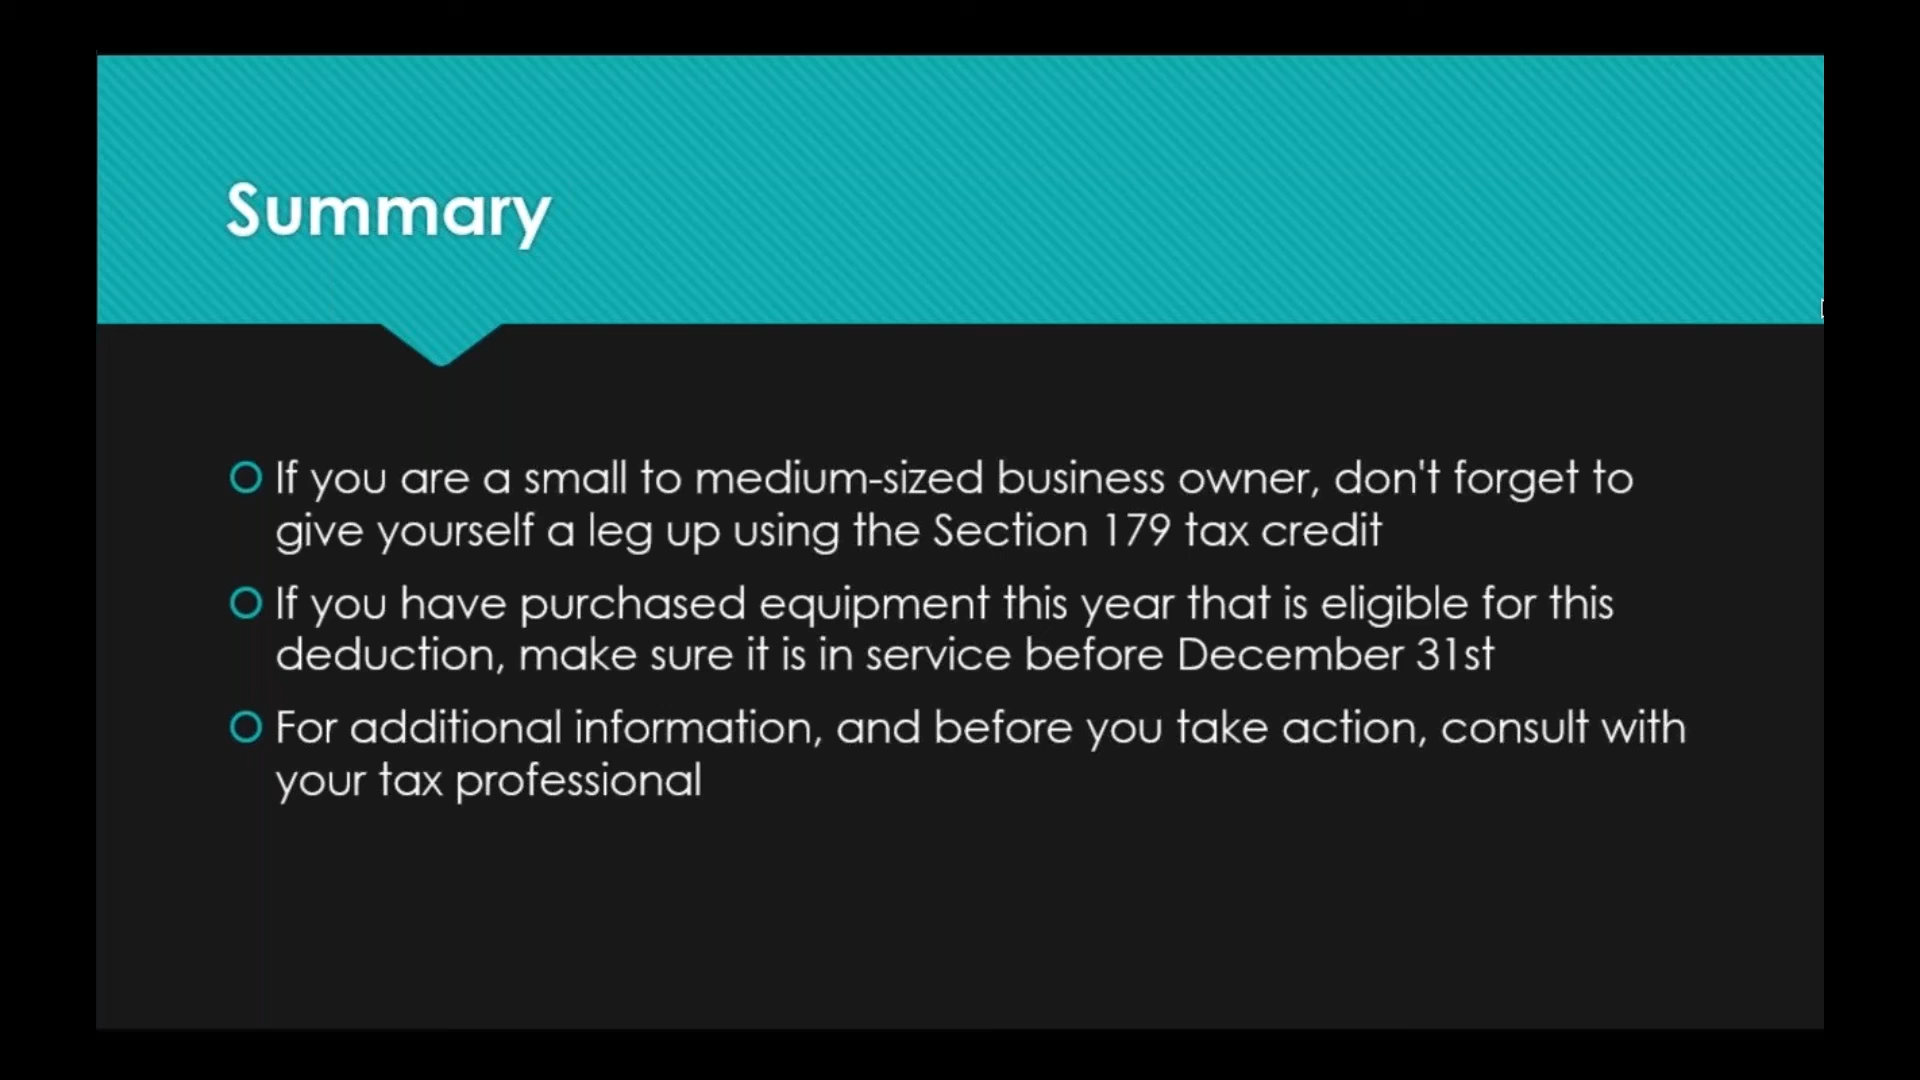 Summary
If you are a small to medium-sized business owner, don't forget to
give yourself a leg up using the Section 179 tax credit
If you have purchased equipment this year that is eligible for this
deduction, make sure it is in service before December 31st
For additional information, and before you take action, consult with
your tax professional